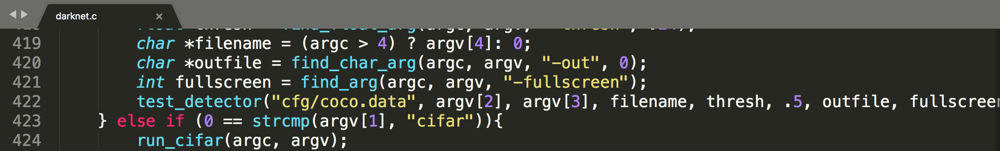 darknet.c ×
419 char *filename = (argc > 4) ? argv[4]: 0;
420 char *outfile = find_char_arg(argc, argv, "-out", 0);
421 int fullscreen = find_arg(argc, argv, "-fullscreen");
422 test_detector("cfg/coco.data", argv[2], argv[3], filename, thresh, .5, outfile, fullscreen
423 } else if (0 == strcmp(argv[1], "cifar")){
424 run_cifar(argc, argv);